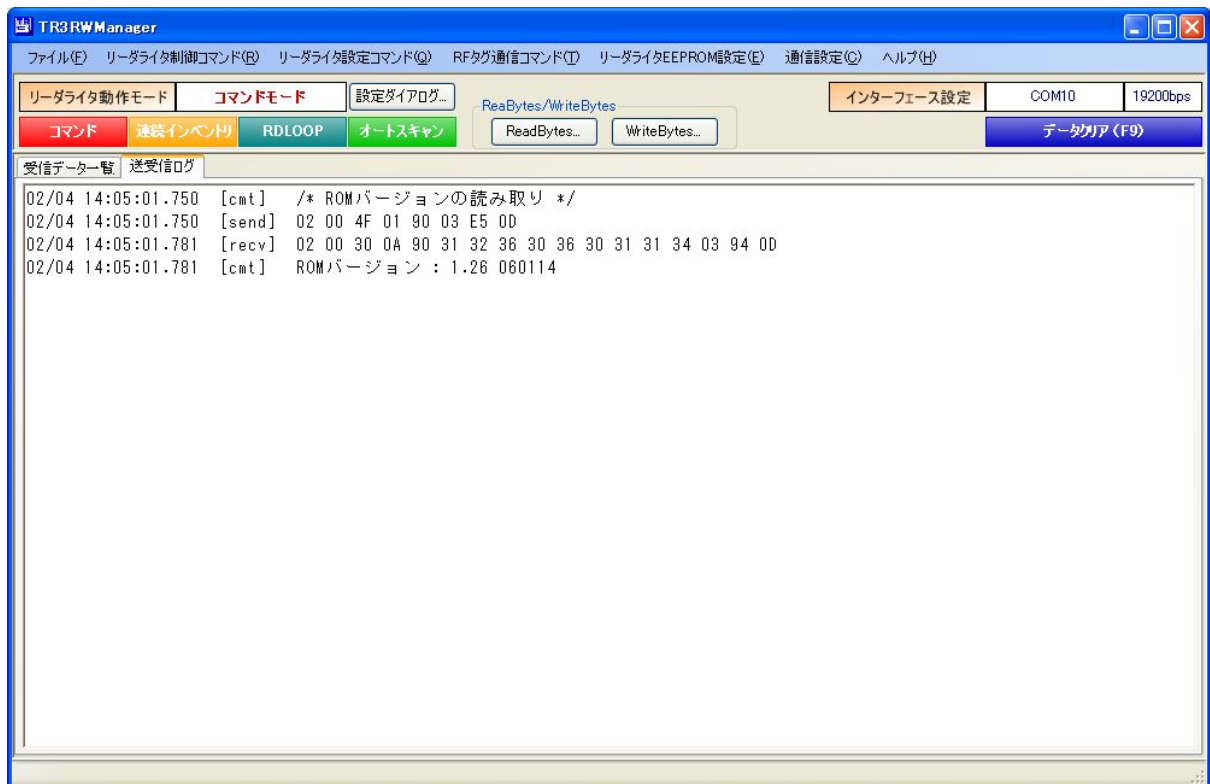 TR3RWManager
ファイル(F) リーダライタ制御コマンド(R) リーダライタ設定コマンド(Q) RFタグ通信コマンド(T) リーダライタEEPROM設定(E) 通信設定(C) ヘルプ(H)
リーダライタ動作モード コマンドモード 設定ダイアログ... ReaBytes/WriteBytes インターフェース設定 COM10 19200bps
コマンド 連続インベントリ RDLOOP オートスキャン ReadBytes... WriteBytes... データクリア (F9)
受信データ一覧 送受信ログ
02/04 14:05:01.750 [cmt] /* ROMバージョンの読み取り */
02/04 14:05:01.750 [send] 02 00 4F 01 90 03 E5 0D
02/04 14:05:01.781 [recv] 02 00 30 0A 90 31 32 36 30 36 30 31 31 34 03 94 0D
02/04 14:05:01.781 [cmt] ROMバージョン : 1.26 060114